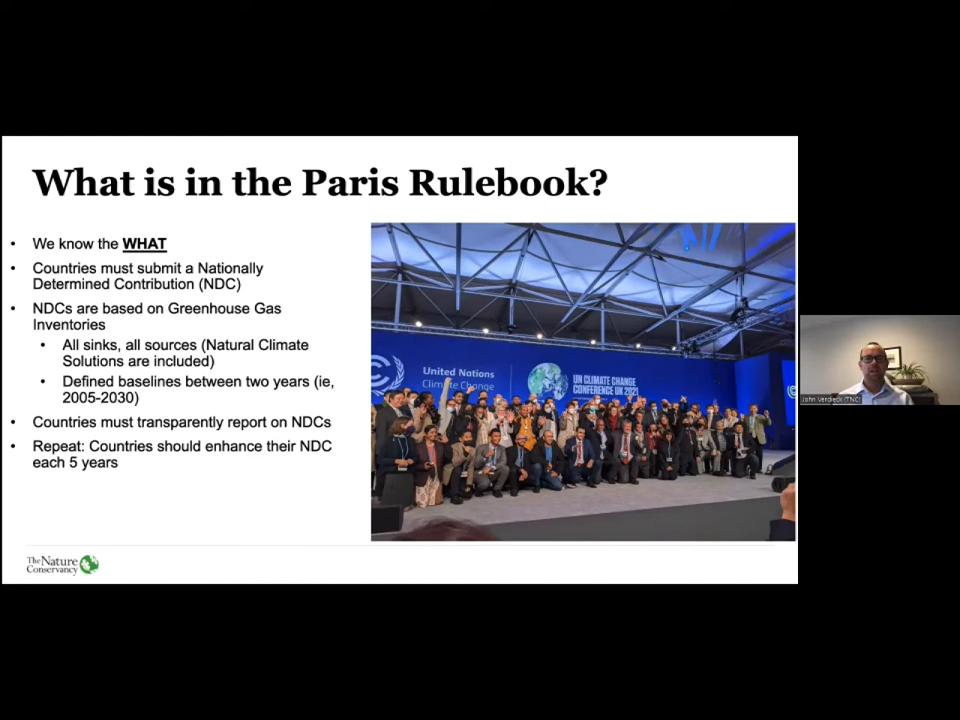 What is in the Paris Rulebook?
• We know the WHAT
• Countries must submit a Nationally
Determined Contribution (NDC)
• NDCs are based on Greenhouse Gas
Inventories
• All sinks, all sources (Natural Climate
Solutions are included)
• Defined baselines between two years (ie,
2005-2030)
• Countries must transparently report on NDCs
• Repeat: Countries should enhance their NDC
each 5 years
United Nations
Climate Change
UN CLIMATE CHANGE
CONFERENCE UK 2021
John Verdieck (TNC)
The Nature
Conservancy